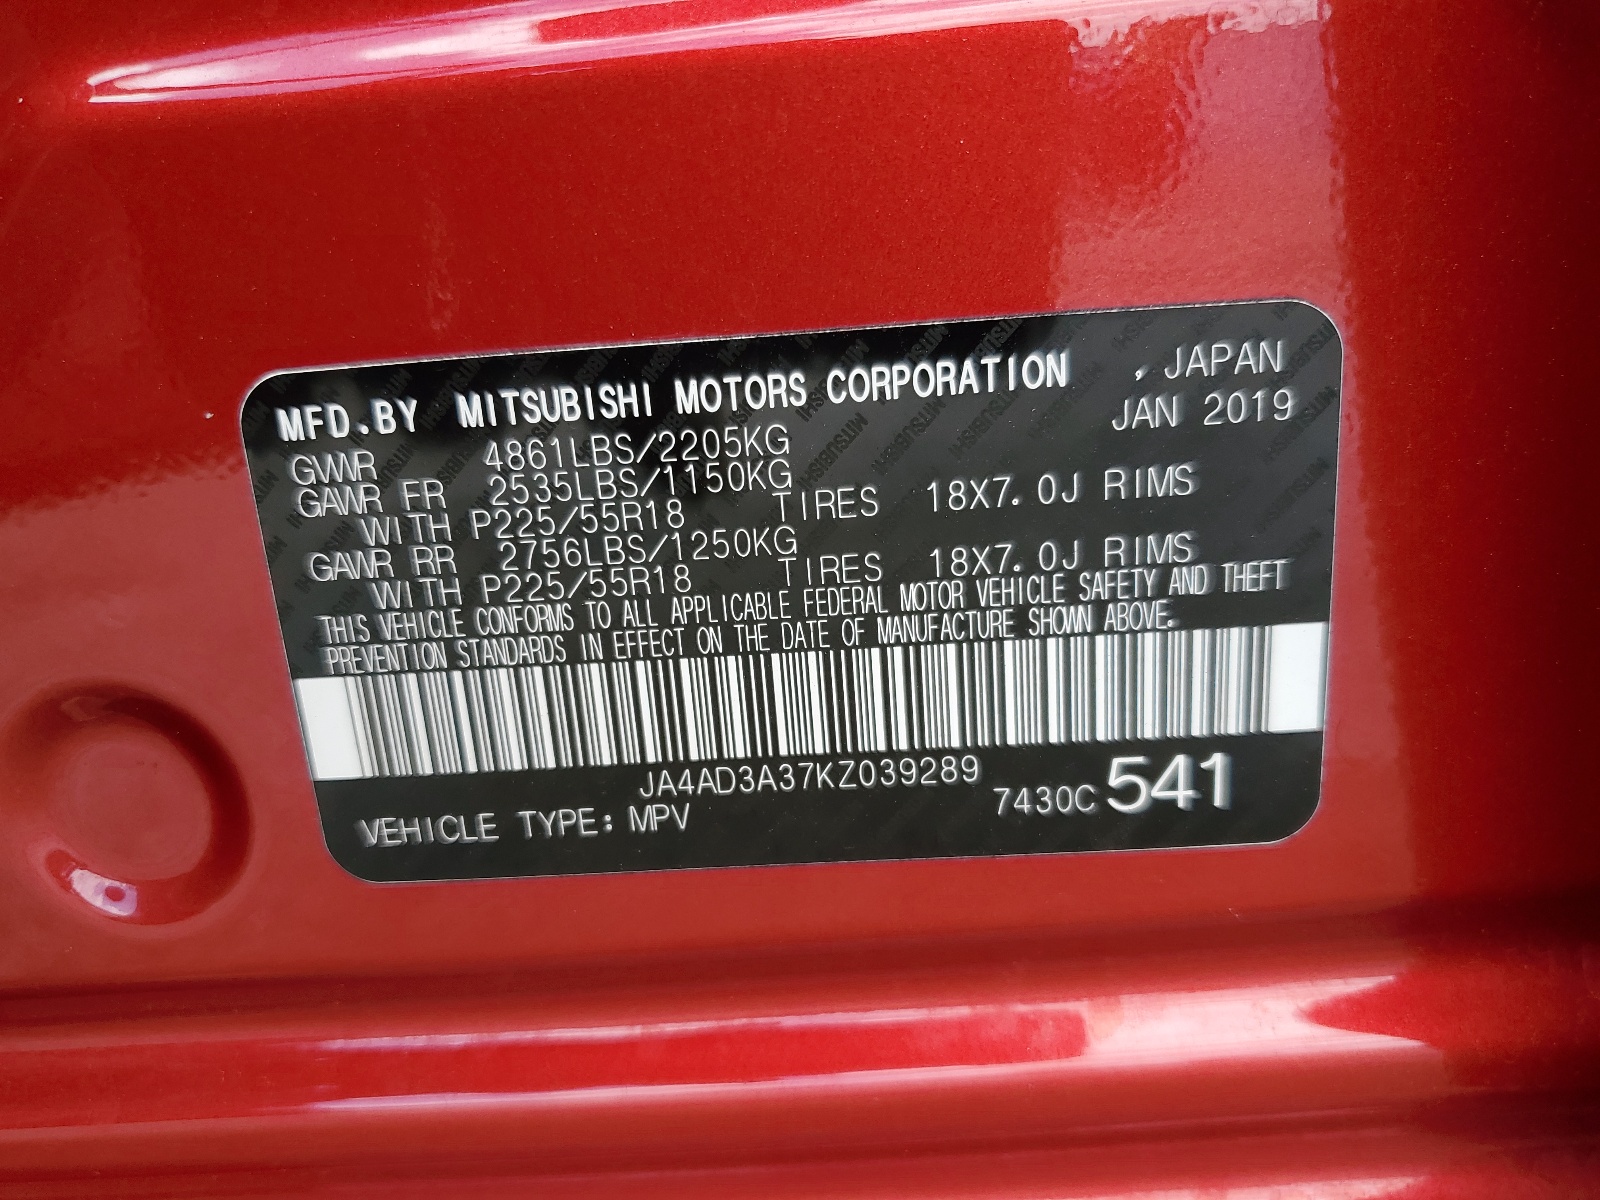 MFD.BY MITSUBISHI MOTORS CORPORATION , JAPAN
GVWR 4861LBS/2205KG JAN 2019
GAWR FR 2535LBS/1150KG
WITH P225/55R18 TIRES 18X7.0J RIMS
GAWR RR 2756LBS/1250KG
WITH P225/55R18 TIRES 18X7.0J RIMS
THIS VEHICLE CONFORMS TO ALL APPLICABLE FEDERAL MOTOR VEHICLE SAFETY AND THEFT
PREVENTION STANDARDS IN EFFECT ON THE DATE OF MANUFACTURE SHOWN ABOVE.
JA4AD3A37KZ039289
VEHICLE TYPE: MPV 7430C 541